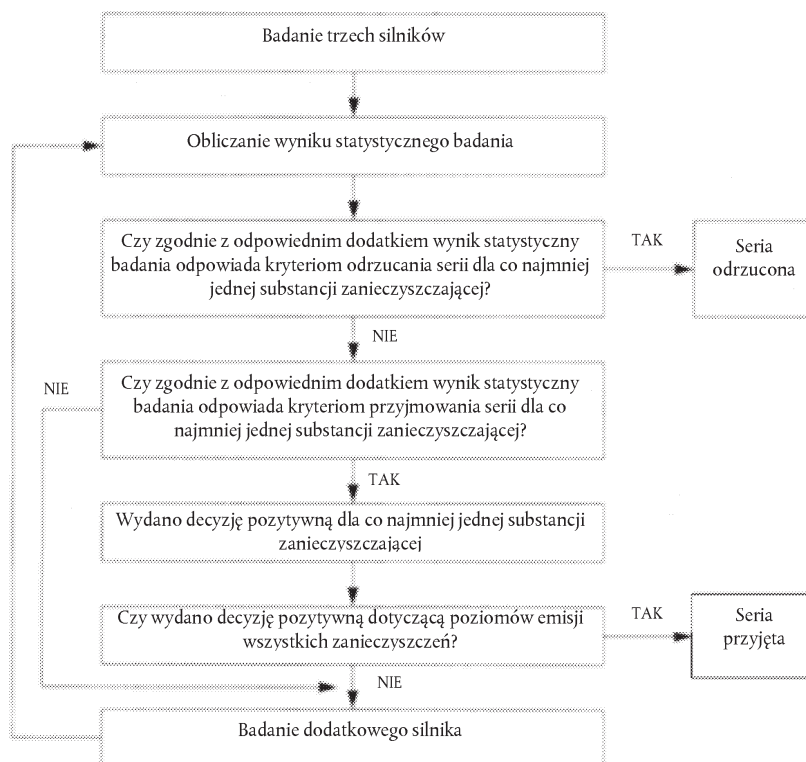 Badanie trzech silników
Obliczanie wyniku statystycznego badania
Czy zgodnie z odpowiednim dodatkiem wynik statystyczny
badania odpowiada kryteriom odrzucania serii dla co najmniej
jednej substancji zanieczyszczającej?
TAK
Seria
odrzucona
NIE
NIE
Czy zgodnie z odpowiednim dodatkiem wynik statystyczny
badania odpowiada kryteriom przyjmowania serii dla co
najmniej jednej substancji zanieczyszczającej?
TAK
Wydano decyzję pozytywną dla co najmniej jednej substancji
zanieczyszczającej
Czy wydano decyzję pozytywną dotyczącą poziomów emisji
wszystkich zanieczyszczeń?
TAK
Seria
przyjęta
NIE
Badanie dodatkowego silnika